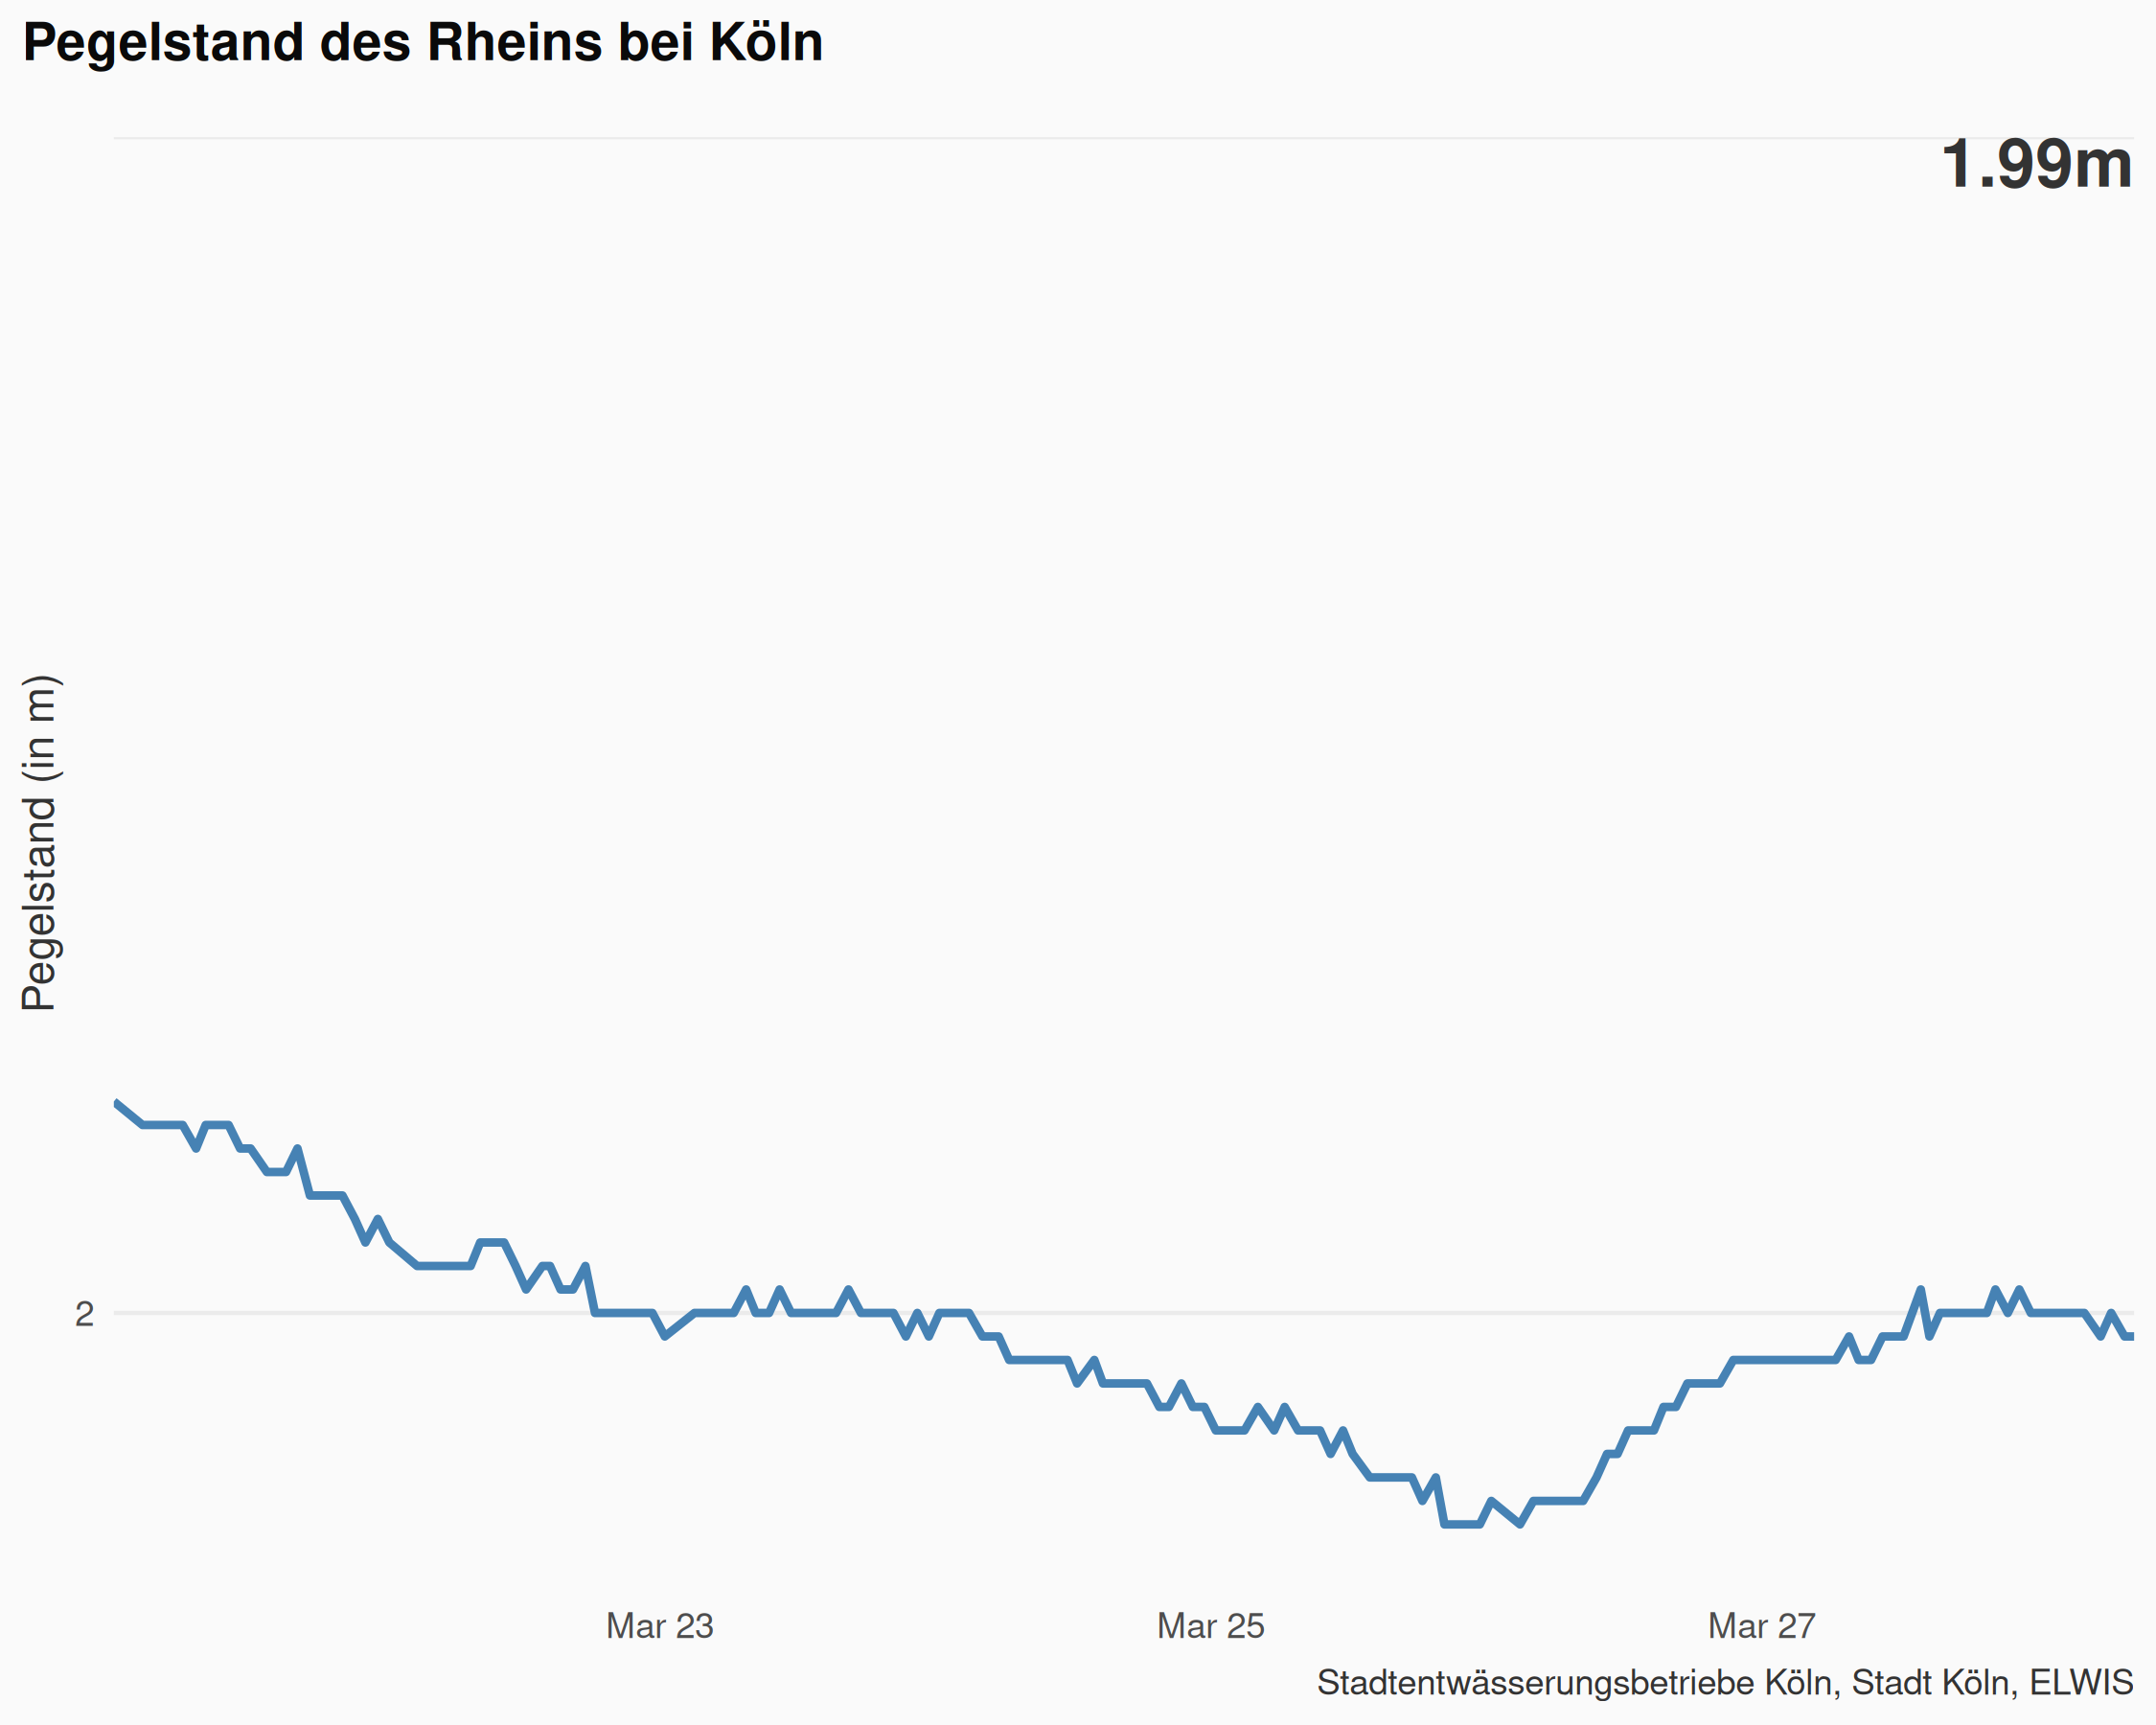 Pegelstand des Rheins bei Köln
1.99m
Pegelstand (in m)
2
Mar 23
Mar 25
Mar 27
Stadtentwässerungsbetriebe Köln, Stadt Köln, ELWIS